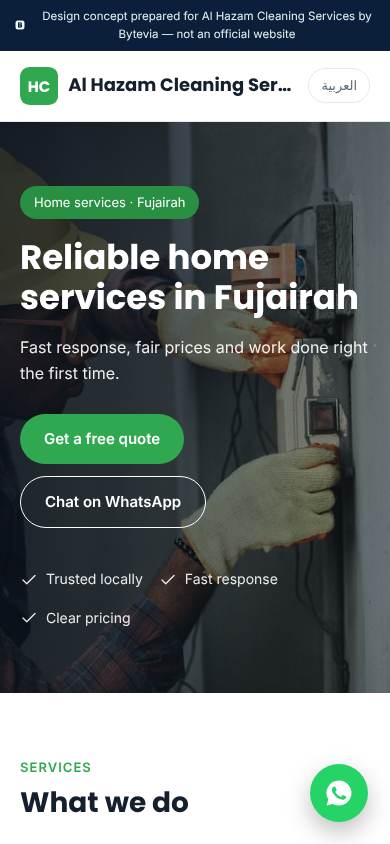 Design concept prepared for Al Hazam Cleaning Services by
Bytevia — not an official website
HC
Al Hazam Cleaning Ser...
العربية
Home services · Fujairah
Reliable home
services in Fujairah
Fast response, fair prices and work done right
the first time.
Get a free quote
Chat on WhatsApp
Trusted locally
Fast response
Clear pricing
SERVICES
What we do